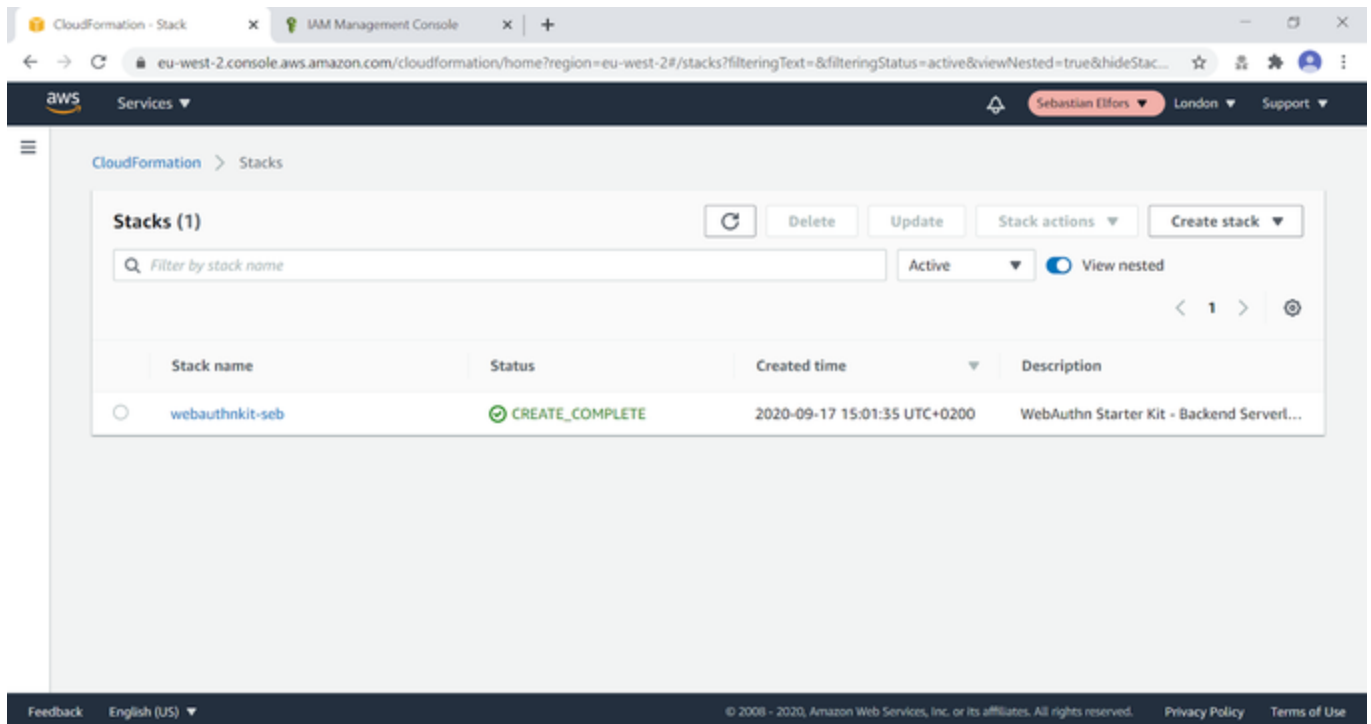 CloudFormation - Stack IAM Management Console
eu-west-2.console.aws.amazon.com/cloudformation/home?region=eu-west-2#/stacks?filteringText=&filteringStatus=active&viewNested=true&hideStac...
aws Services Sebastian Elfors London Support
CloudFormation > Stacks
Stacks (1) Delete Update Stack actions Create stack
Filter by stack name Active View nested
< 1 >
Stack name Status Created time Description
webauthnkit-seb CREATE_COMPLETE 2020-09-17 15:01:35 UTC+0200 WebAuthn Starter Kit - Backend Serverl...
Feedback English (US) © 2008 - 2020, Amazon Web Services, Inc. or its affiliates. All rights reserved. Privacy Policy Terms of Use